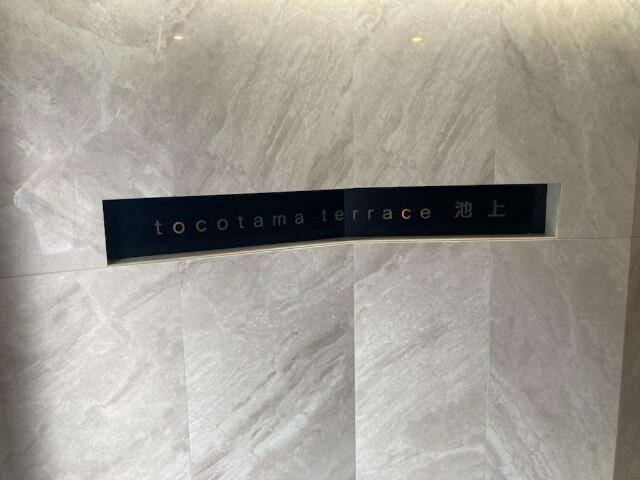 tocotama terrace 池上